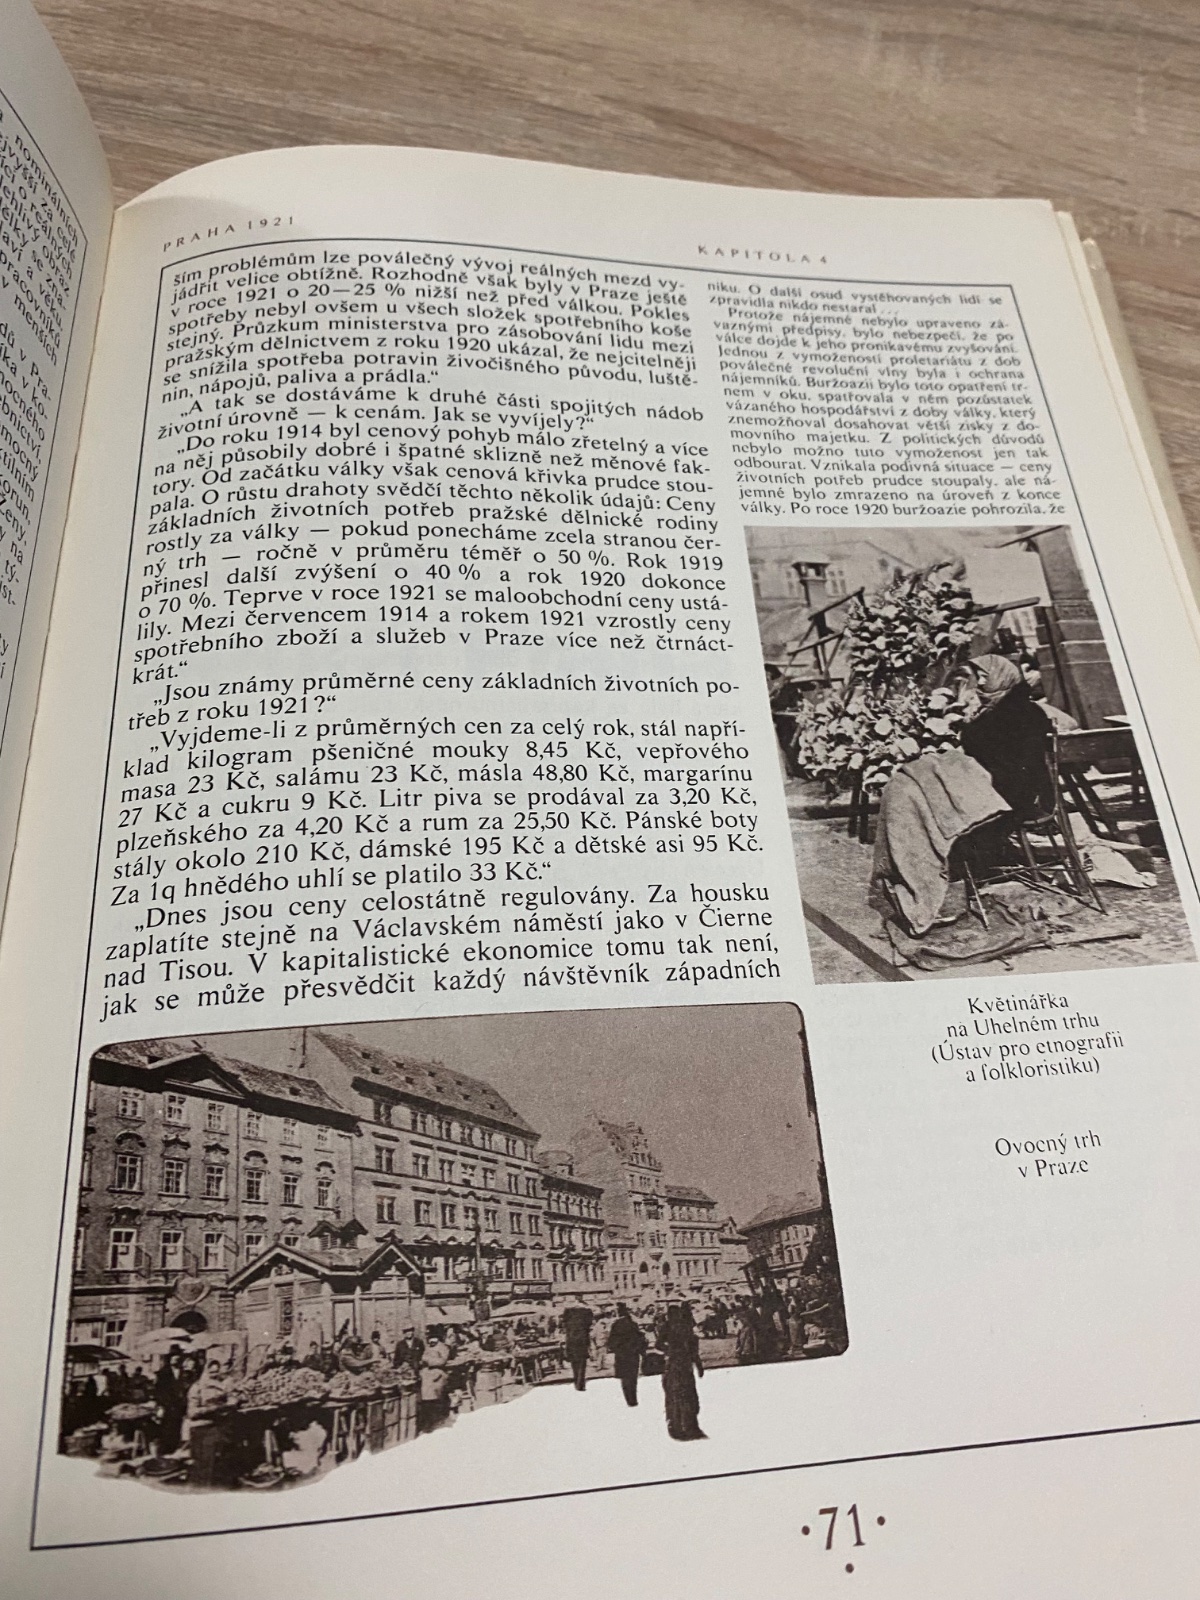 nominálních
nejvyšší za
o reálných
obraz
se zna-
a věku.
pracovníků
v menších
PRAHA 1921
KAPITOLA 4
ším problémům lze poválečný vývoj reálných mezd vy-
jádřit velice obtížně. Rozhodně však byly v Praze ještě
v roce 1921 o 20—25 % nižší než před válkou. Pokles
spotřeby nebyl ovšem u všech složek spotřebního koše
stejný. Průzkum ministerstva pro zásobování lidu mezi
pražským dělnictvem z roku 1920 ukázal, že nejcitelněji
se snížila spotřeba potravin živočišného původu, luště-
nin, nápojů, paliva a prádla.“
„A tak se dostáváme k druhé části spojitých nádob
životní úrovně — k cenám. Jak se vyvíjely?“
„Do roku 1914 byl cenový pohyb málo zřetelný a více
na něj působily dobré i špatné sklizně než měnové fak-
tory. Od začátku války však cenová křivka prudce stou-
pala. O růstu drahoty svědčí těchto několik údajů: Ceny
základních životních potřeb pražské dělnické rodiny
rostly za války — pokud ponecháme zcela stranou čer-
ný trh — ročně v průměru téměř o 50 %. Rok 1919
přinesl další zvýšení o 40 % a rok 1920 dokonce
o 70 %. Teprve v roce 1921 se maloobchodní ceny ustá-
lily. Mezi červencem 1914 a rokem 1921 vzrostly ceny
spotřebního zboží a služeb v Praze více než čtrnáct-
krát.“
„Jsou známy průměrné ceny základních životních po-
třeb z roku 1921?“
„Vyjdeme-li z průměrných cen za celý rok, stál napří-
klad kilogram pšeničné mouky 8,45 Kč, vepřového
masa 23 Kč, salámu 23 Kč, másla 48,80 Kč, margarínu
27 Kč a cukru 9 Kč. Litr piva se prodával za 3,20 Kč,
plzeňského za 4,20 Kč a rum za 25,50 Kč. Pánské boty
stály okolo 210 Kč, dámské 195 Kč a dětské asi 95 Kč.
Za 1q hnědého uhlí se platilo 33 Kč.“
„Dnes jsou ceny celostátně regulovány. Za housku
zaplatíte stejně na Václavském náměstí jako v Čierne
nad Tisou. V kapitalistické ekonomice tomu tak není,
jak se může přesvědčit každý návštěvník západních
níku. O další osud vystěhovaných lidí se
zpravidla nikdo nestaral...
Protože nájemné nebylo upraveno zá-
vaznými předpisy, bylo nebezpečí, že po
válce dojde k jeho pronikavému zvyšování.
Jednou z vymožeností proletariátu z dob
poválečné revoluční vlny byla i ochrana
nájemníků. Buržoazii bylo toto opatření tr-
nem v oku, spatřovala v něm pozůstatek
vázaného hospodářství z doby války, který
znemožňoval dosahovat větší zisky z do-
movního majetku. Z politických důvodů
nebylo možno tuto vymoženost jen tak
odbourat. Vznikala podivná situace — ceny
životních potřeb prudce stoupaly, ale ná-
jemné bylo zmrazeno na úroveň z konce
války. Po roce 1920 buržoazie pohrozila, že
Květinářka
na Uhelném trhu
(Ústav pro etnografii
a folkloristiku)
Ovocný trh
v Praze
·71·